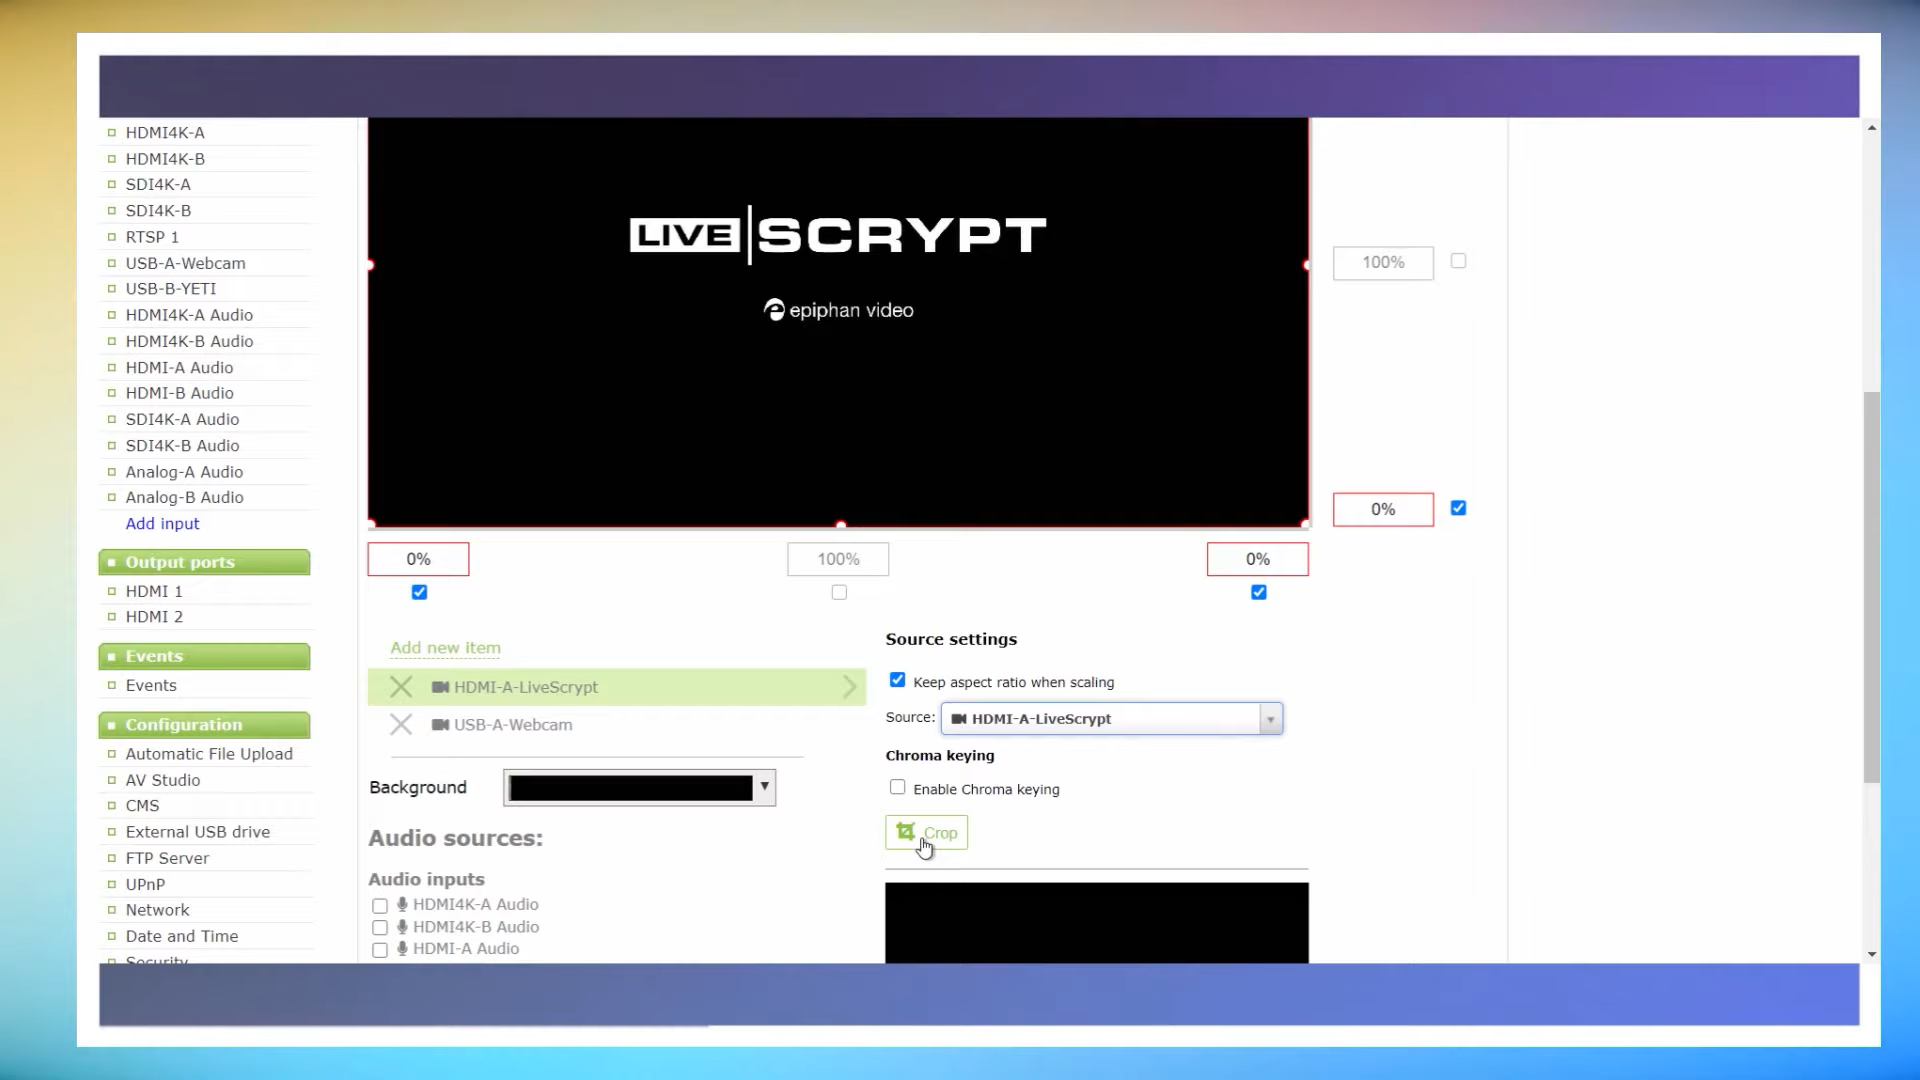 HDMI4K-A
HDMI4K-B
SDI4K-A
SDI4K-B
RTSP 1
USB-A-Webcam
USB-B-YETI
HDMI4K-A Audio
HDMI4K-B Audio
HDMI-A Audio
HDMI-B Audio
SDI4K-A Audio
SDI4K-B Audio
Analog-A Audio
Analog-B Audio
Add input
Output ports
HDMI 1
HDMI 2
Events
Events
Configuration
Automatic File Upload
AV Studio
CMS
External USB drive
FTP Server
UPnP
Network
Date and Time
Security
LIVE SCRYPT
epiphan video
100%
0%
0%
100%
0%
Add new item
HDMI-A-LiveScrypt
USB-A-Webcam
Background
Audio sources:
Audio inputs
HDMI4K-A Audio
HDMI4K-B Audio
HDMI-A Audio
Source settings
Keep aspect ratio when scaling
Source: HDMI-A-LiveScrypt
Chroma keying
Enable Chroma keying
Crop